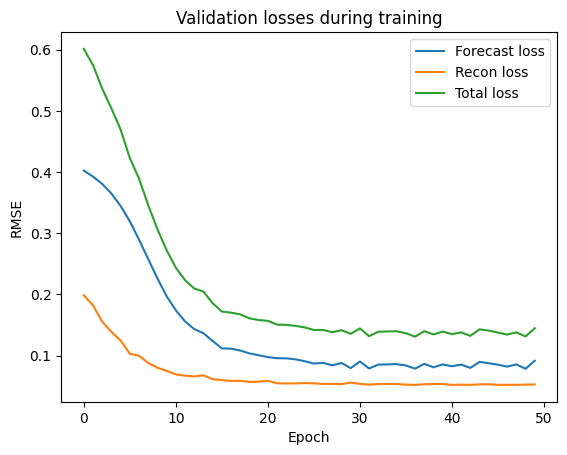 Validation losses during training
Forecast loss
Recon loss
Total loss
RMSE
0.6
0.5
0.4
0.3
0.2
0.1
0
10
20
30
40
50
Epoch